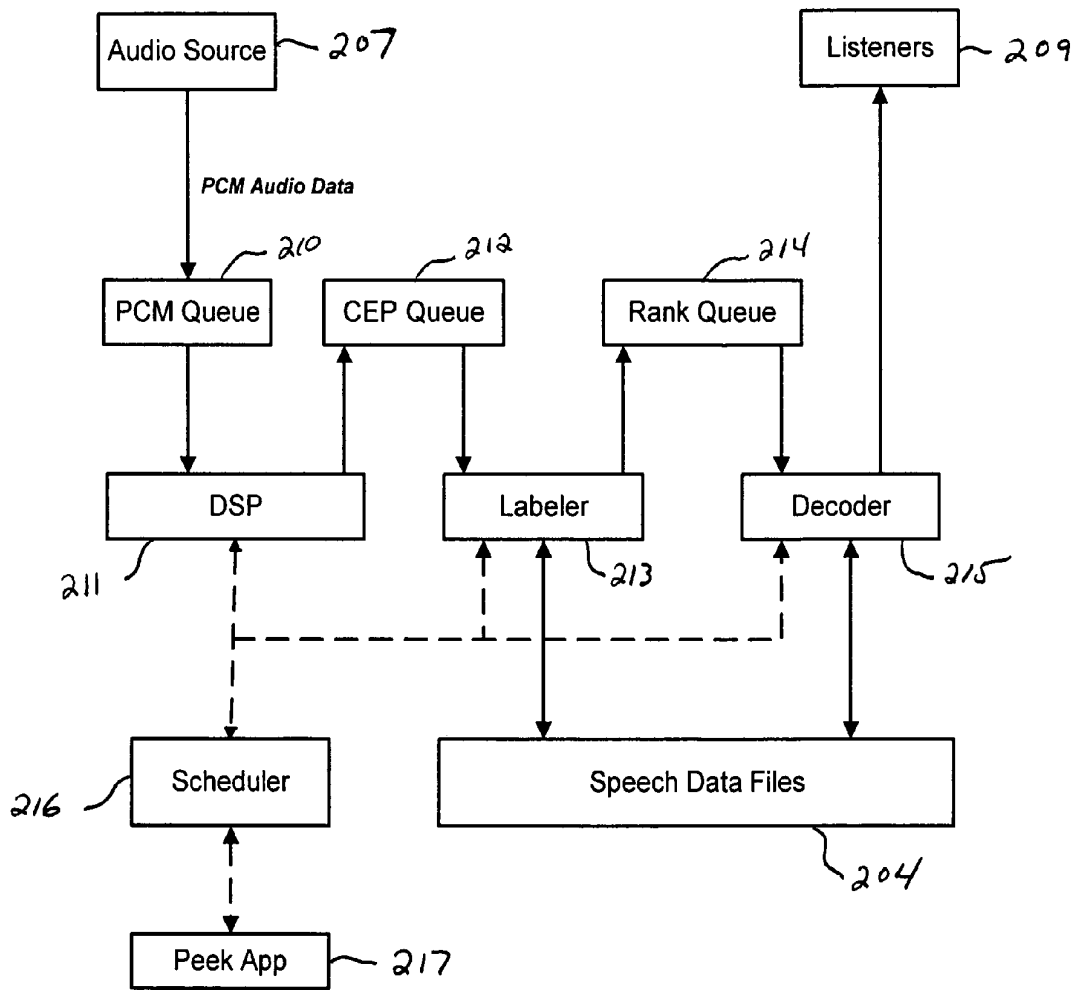 Audio Source
207
Listeners
209
PCM Audio Data
210
212
214
PCM Queue
CEP Queue
Rank Queue
DSP
Labeler
Decoder
211
213
215
Scheduler
216
Speech Data Files
204
Peek App
217